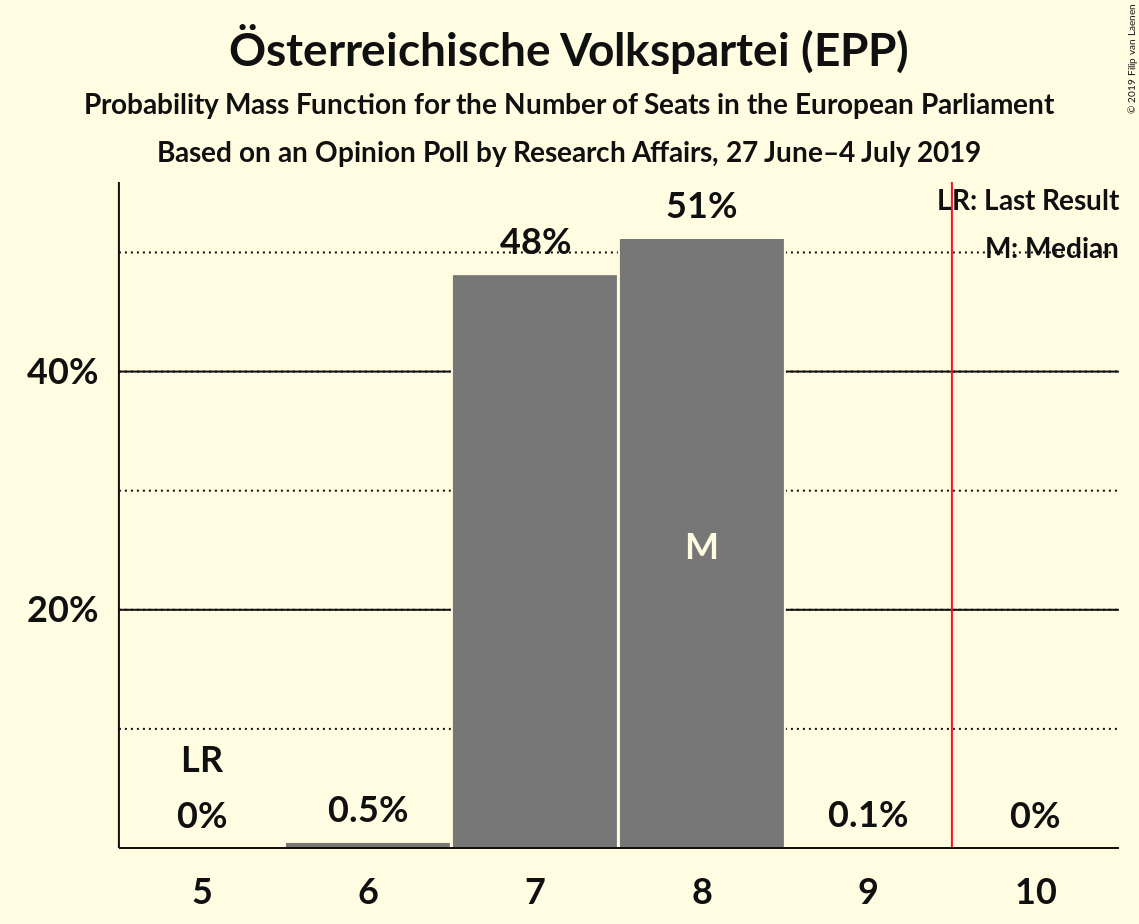 Österreichische Volkspartei (EPP)
Probability Mass Function for the Number of Seats in the European Parliament
Based on an Opinion Poll by Research Affairs, 27 June–4 July 2019
© 2019 Filip van Laenen
LR: Last Result
M: Median
51%
48%
40%
M
20%
LR
0%
0.5%
0.1%
0%
5
6
7
8
9
10